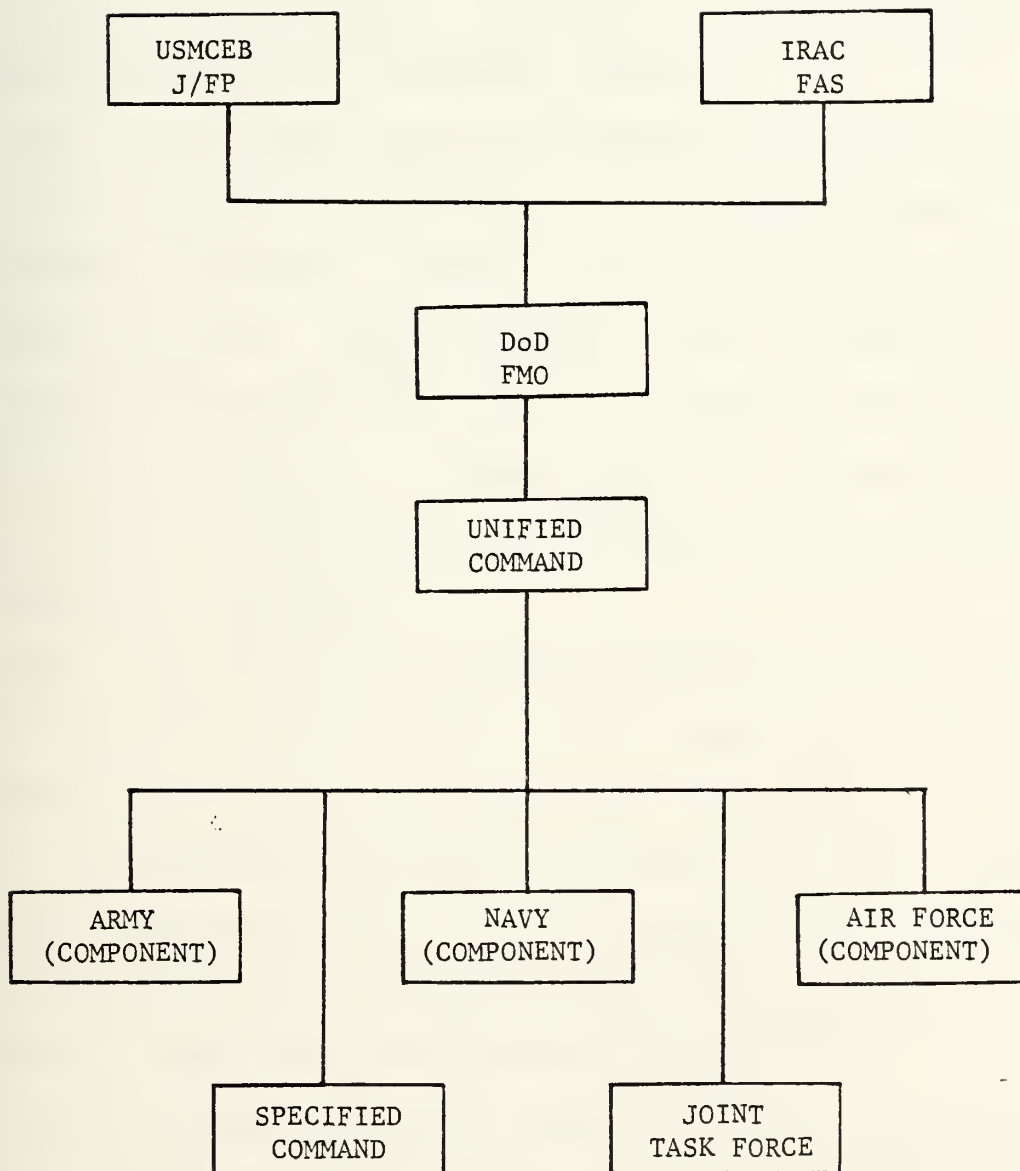 USMCEB
J/FP
IRAC
FAS
DoD
FMO
UNIFIED
COMMAND
ARMY
(COMPONENT)
NAVY
(COMPONENT)
AIR FORCE
(COMPONENT)
SPECIFIED
COMMAND
JOINT
TASK FORCE